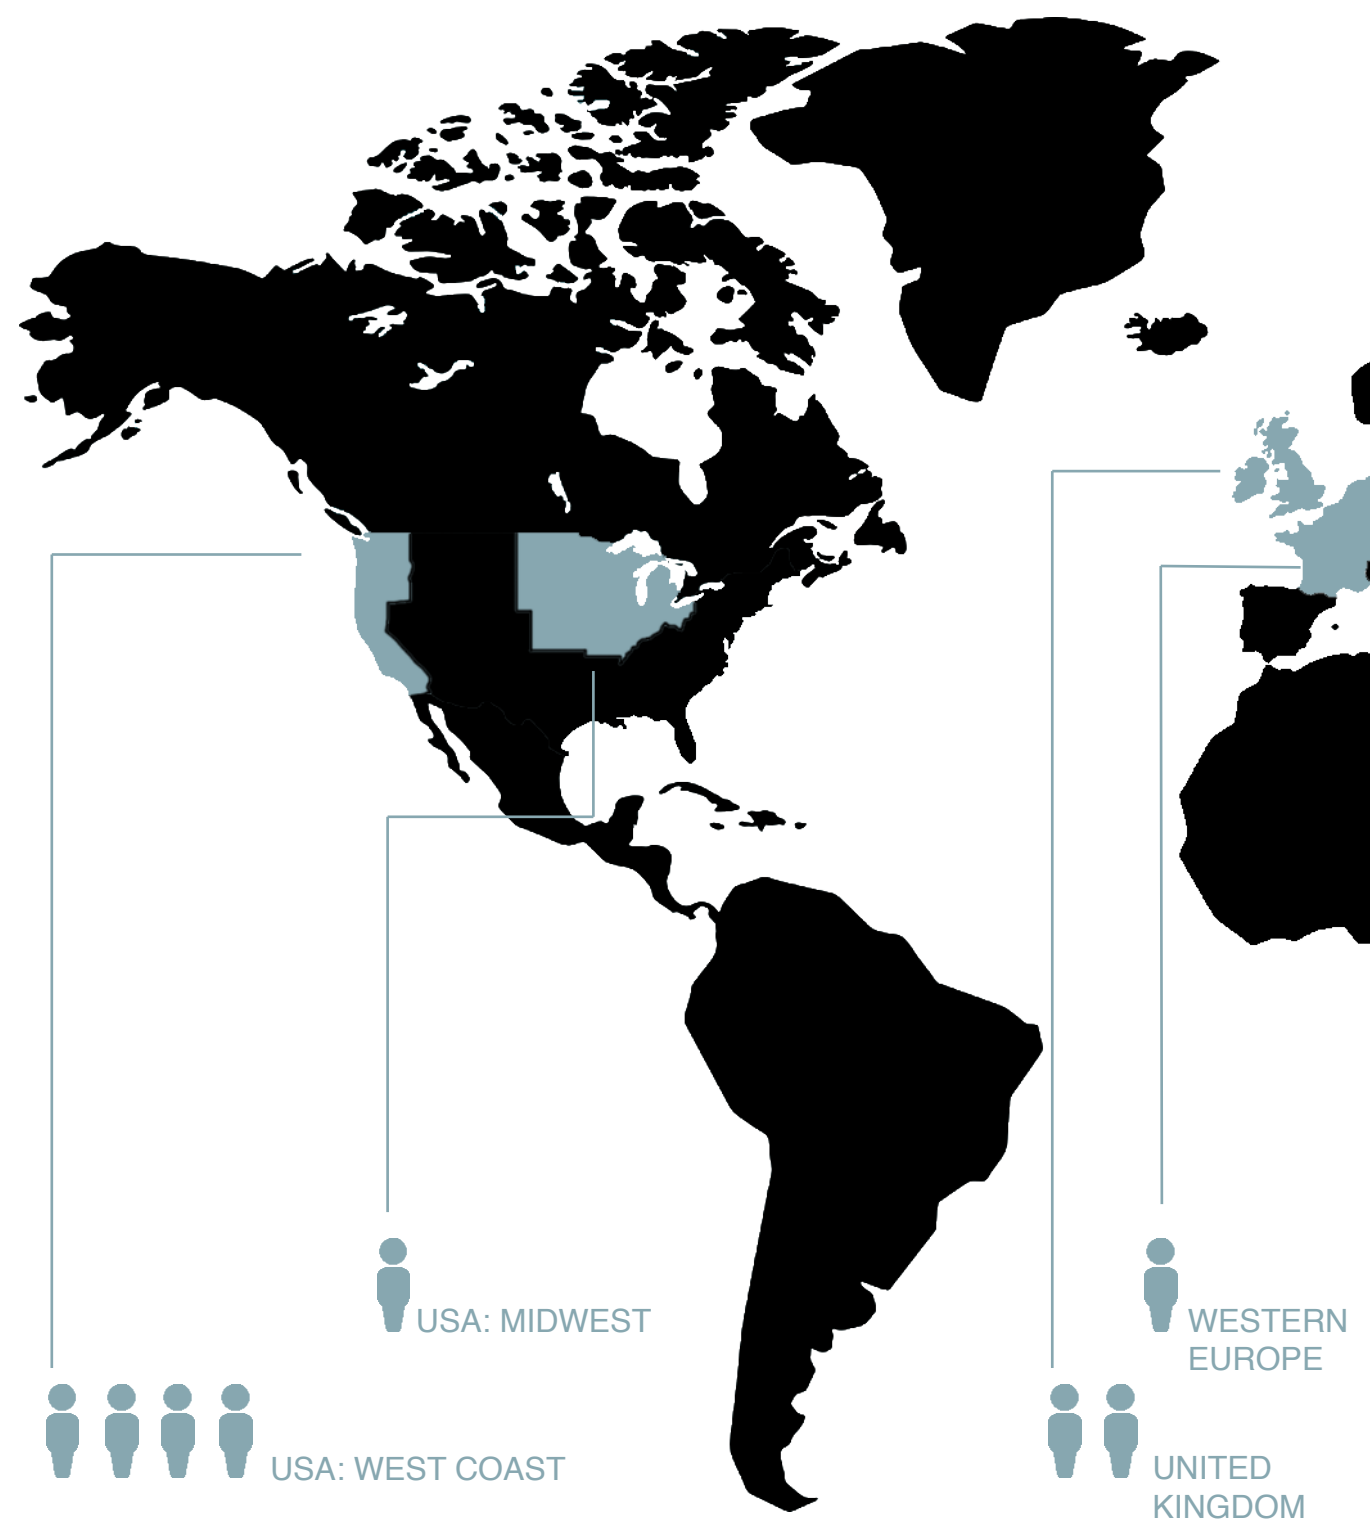 USA: MIDWEST
WESTERN
EUROPE
USA: WEST COAST
UNITED
KINGDOM